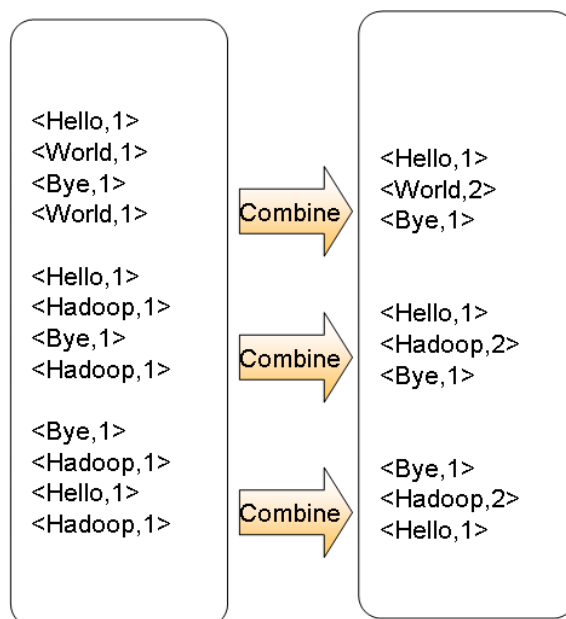 <Hello,1>
<World,1>
<Bye,1>
<World,1>
<Hello,1>
<Hadoop,1>
<Bye,1>
<Hadoop,1>
<Bye,1>
<Hadoop,1>
<Hello,1>
<Hadoop,1>
Combine
Combine
Combine
<Hello,1>
<World,2>
<Bye,1>
<Hello,1>
<Hadoop,2>
<Bye,1>
<Bye,1>
<Hadoop,2>
<Hello,1>